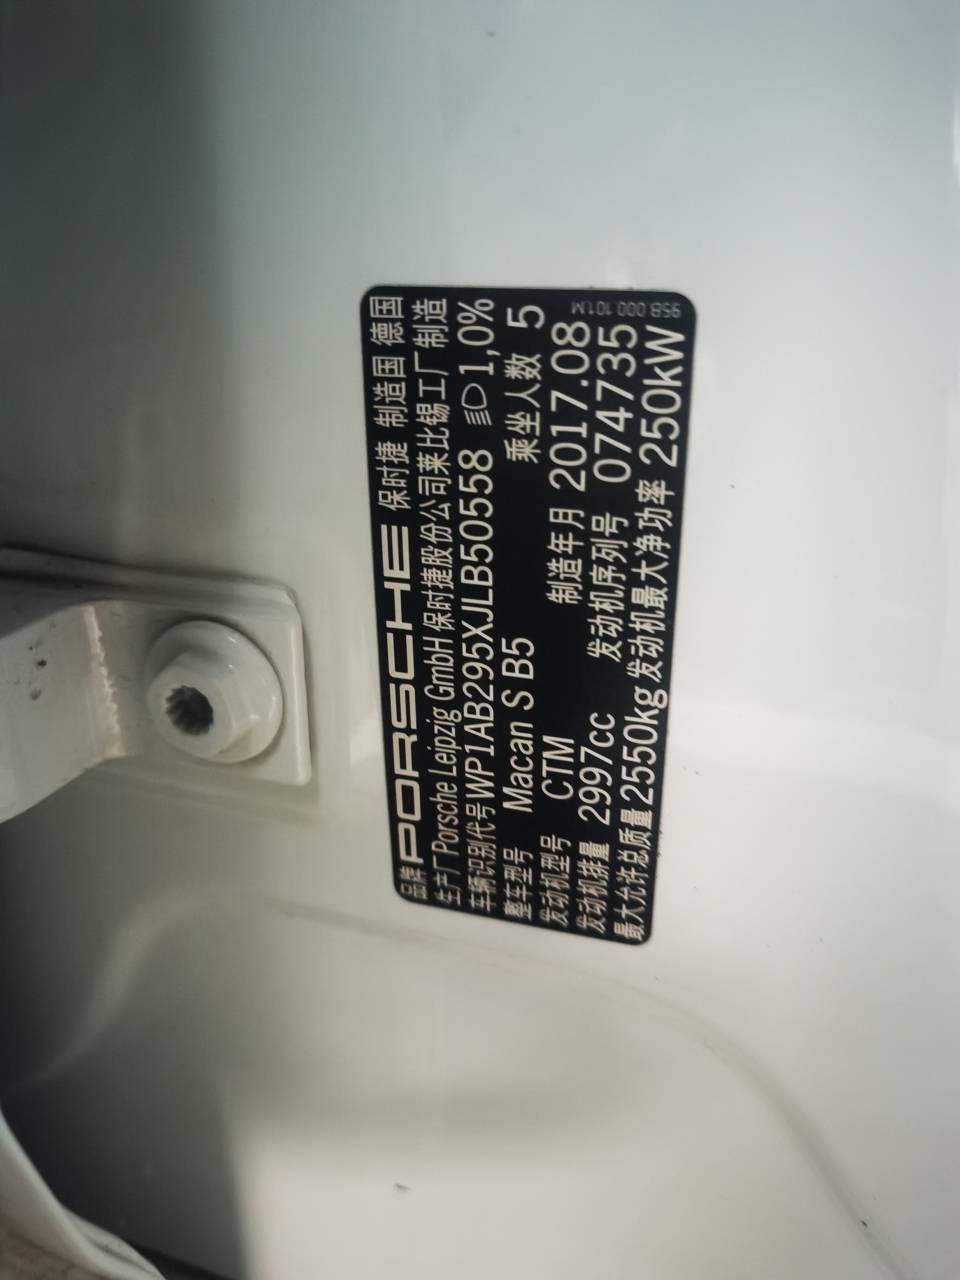 品牌 PORSCHE 保时捷 制造国 德国
生产厂 Porsche Leipzig GmbH 保时捷股份公司莱比锡工厂制造
车辆识别代号 WP1AB295XJLB50558 1,0%
整车型号 Macan S B5 乘坐人数 5
发动机型号 CTM 制造年月 2017.08
发动机排量 2997cc 发动机序列号 074735
最大允许总质量 2550kg 发动机最大净功率 250kW
95B.000.101.M